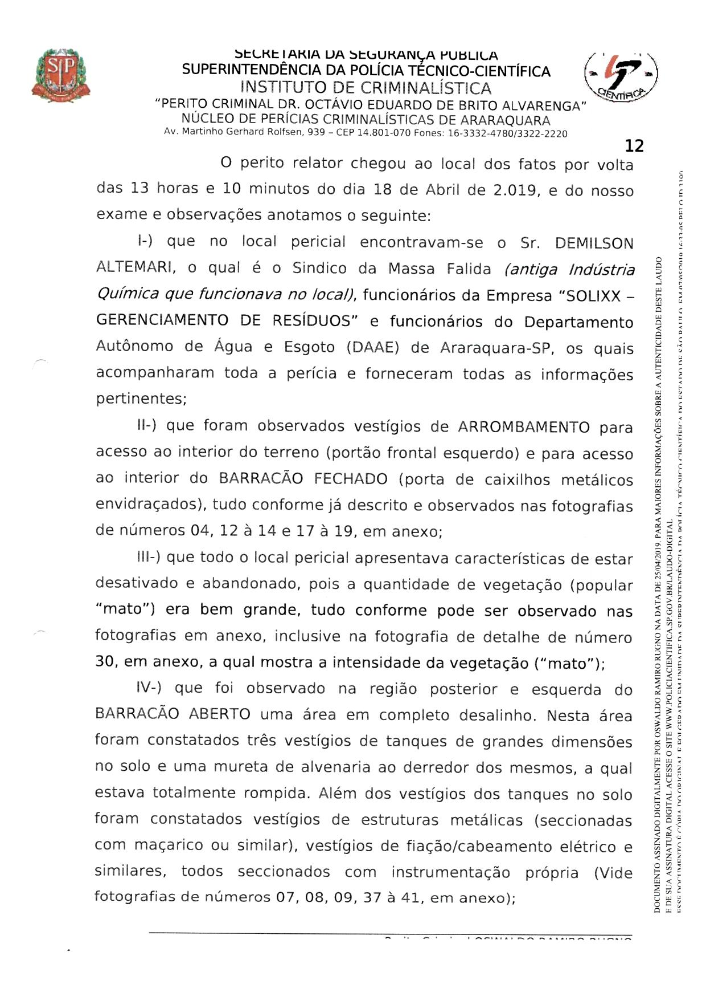 SECRETARIA DA SEGURANÇA PÚBLICA
SUPERINTENDÊNCIA DA POLÍCIA TÉCNICO-CIENTÍFICA
INSTITUTO DE CRIMINALÍSTICA
“PERITO CRIMINAL DR. OCTÁVIO EDUARDO DE BRITO ALVARENGA”
NÚCLEO DE PERÍCIAS CRIMINALÍSTICAS DE ARARAQUARA
Av. Martinho Gerhard Rolfsen, 939 – CEP 14.801-070 Fones: 16-3332-4780/3322-2220
SP
CIENTÍFICA
12
O perito relator chegou ao local dos fatos por volta
das 13 horas e 10 minutos do dia 18 de Abril de 2.019, e do nosso
exame e observações anotamos o seguinte:
I-) que no local pericial encontravam-se o Sr. DEMILSON
ALTEMARI, o qual é o Sindico da Massa Falida (antiga Indústria
Química que funcionava no local), funcionários da Empresa “SOLIXX –
GERENCIAMENTO DE RESÍDUOS” e funcionários do Departamento
Autônomo de Água e Esgoto (DAAE) de Araraquara-SP, os quais
acompanharam toda a perícia e forneceram todas as informações
pertinentes;
II-) que foram observados vestígios de ARROMBAMENTO para
acesso ao interior do terreno (portão frontal esquerdo) e para acesso
ao interior do BARRACÃO FECHADO (porta de caixilhos metálicos
envidraçados), tudo conforme já descrito e observados nas fotografias
de números 04, 12 à 14 e 17 à 19, em anexo;
III-) que todo o local pericial apresentava características de estar
desativado e abandonado, pois a quantidade de vegetação (popular
“mato”) era bem grande, tudo conforme pode ser observado nas
fotografias em anexo, inclusive na fotografia de detalhe de número
30, em anexo, a qual mostra a intensidade da vegetação (“mato”);
IV-) que foi observado na região posterior e esquerda do
BARRACÃO ABERTO uma área em completo desalinho. Nesta área
foram constatados três vestígios de tanques de grandes dimensões
no solo e uma mureta de alvenaria ao derredor dos mesmos, a qual
estava totalmente rompida. Além dos vestígios dos tanques no solo
foram constatados vestígios de estruturas metálicas (seccionadas
com maçarico ou similar), vestígios de fiação/cabeamento elétrico e
similares, todos seccionados com instrumentação própria (Vide
fotografias de números 07, 08, 09, 37 à 41, em anexo);
Perito Criminal OSWALDO RAMIRO RUGNO
DOCUMENTO ASSINADO DIGITALMENTE POR OSWALDO RAMIRO RUGNO NA DATA DE 25/04/2019. PARA MAIORES INFORMAÇÕES SOBRE A AUTENTICIDADE DESTE LAUDO
E DE SUA ASSINATURA DIGITAL ACESSE O SITE WWW.POLICIACIENTIFICA.SP.GOV.BR/LAUDO-DIGITAL
ESSE DOCUMENTO É CÓPIA DO ORIGINAL E FOI GERADO EM UNIDADE DA SUPERINTENDÊNCIA DA POLÍCIA TÉCNICO CIENTÍFICA DO ESTADO DE SÃO PAULO, EM 07/05/2019 16:33:05 PELO ID